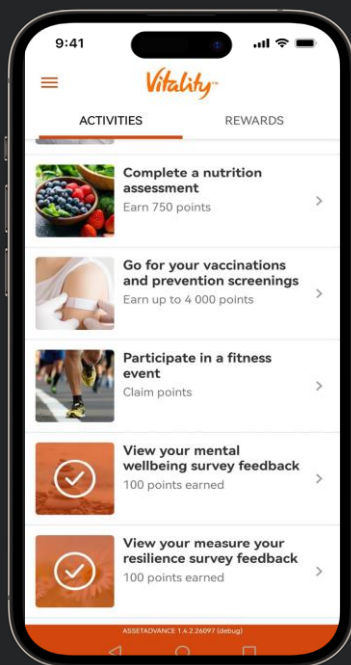 9:41
Vitality™
ACTIVITIES
REWARDS
Complete a nutrition
assessment
Earn 750 points
Go for your vaccinations
and prevention screenings
Earn up to 4 000 points
Participate in a fitness
event
Claim points
View your mental
wellbeing survey feedback
100 points earned
View your measure your
resilience survey feedback
100 points earned
ASSETADVANCE 1.4.2.26097 (debug)